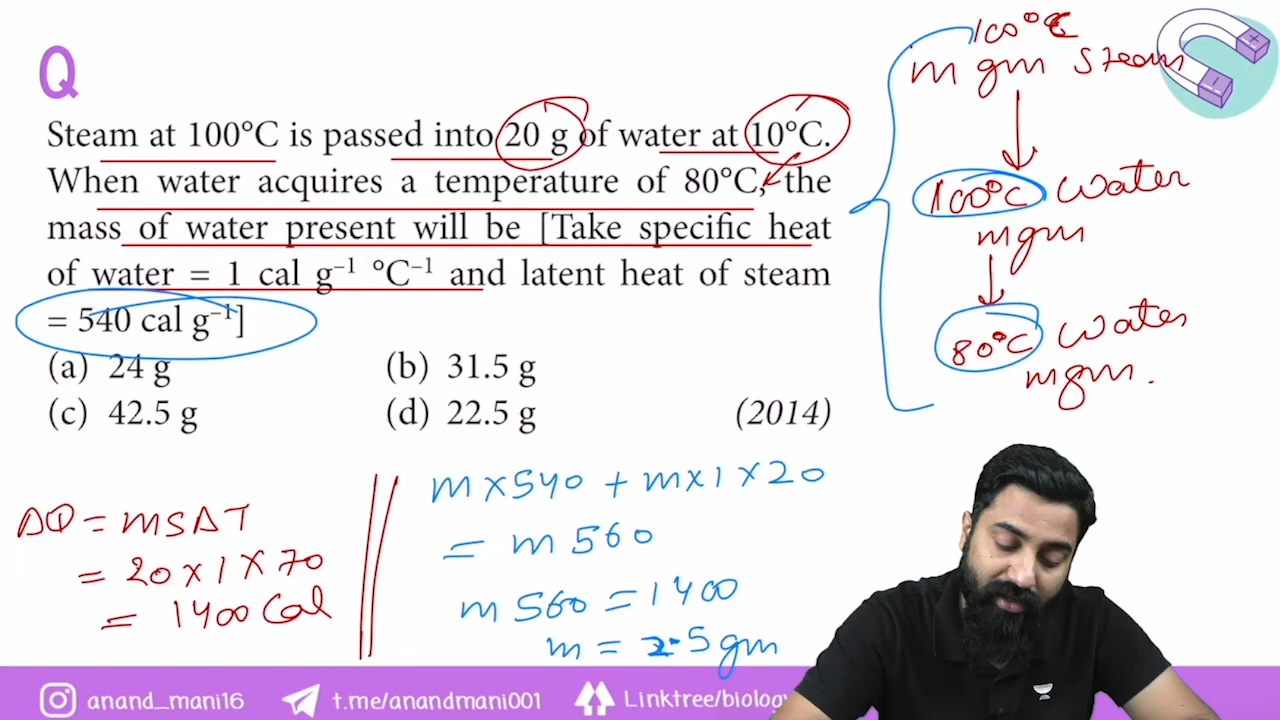 Q
Steam at 100°C is passed into 20 g of water at 10°C.
When water acquires a temperature of 80°C, the
mass of water present will be [Take specific heat
of water = 1 cal g⁻¹ °C⁻¹ and latent heat of steam
= 540 cal g⁻¹]
(a) 24 g (b) 31.5 g
(c) 42.5 g (d) 22.5 g (2014)
100°C
m gm steam
100°C water
m gm
80°C water
m gm.
ΔQ = msΔT
= 20 × 1 × 70
= 1400 Cal
m × 540 + m × 1 × 20
= m 560
m 560 = 1400
m = 2.5 gm
+
-
anand_mani16 t.me/anandmani001 Linktree/biology